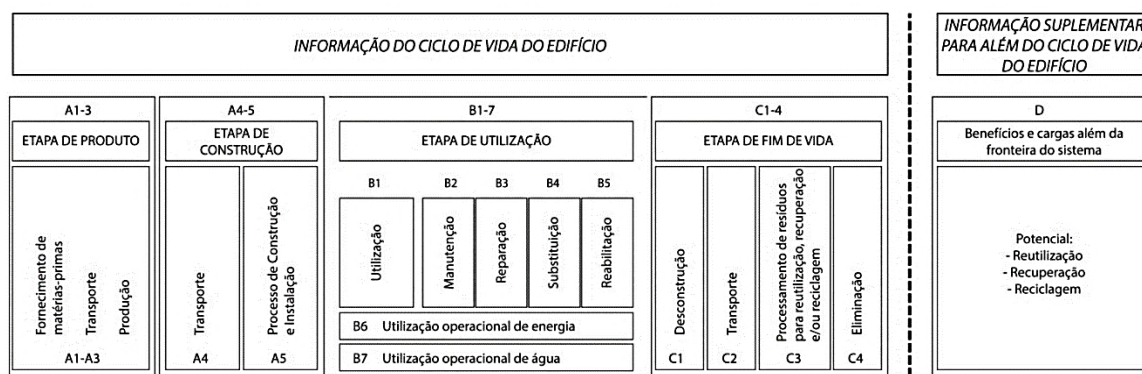 INFORMAÇÃO DO CICLO DE VIDA DO EDIFÍCIO
INFORMAÇÃO SUPLEMENTAR
PARA ALÉM DO CICLO DE VIDA
DO EDIFÍCIO
A1-3
ETAPA DE PRODUTO
Fornecimento de
matérias-primas
Transporte
Produção
A1-A3
A4-5
ETAPA DE
CONSTRUÇÃO
Transporte
A4
Processo de Construção
e Instalação
A5
B1-7
ETAPA DE UTILIZAÇÃO
B1
Utilização
B2
Manutenção
B3
Reparação
B4
Substituição
B5
Reabilitação
B6 Utilização operacional de energia
B7 Utilização operacional de água
C1-4
ETAPA DE FIM DE VIDA
Desconstrução
C1
Transporte
C2
Processamento de resíduos
para reutilização, recuperação
e/ou reciclagem
C3
Eliminação
C4
D
Benefícios e cargas além da
fronteira do sistema
Potencial:
- Reutilização
- Recuperação
- Reciclagem